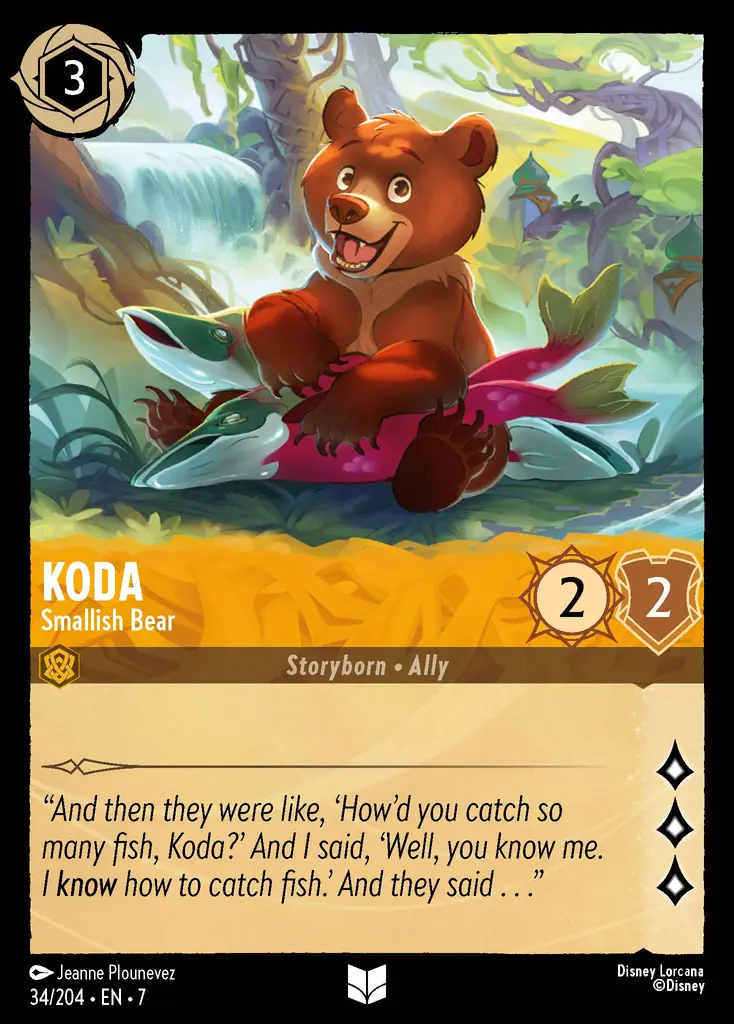 3
KODA
Smallish Bear
2
2
Storyborn • Ally
“And then they were like, ‘How’d you catch so
many fish, Koda?’ And I said, ‘Well, you know me.
I know how to catch fish.’ And they said . . .”
Jeanne Plounevez
34/204 • EN • 7
Disney Lorcana
©Disney